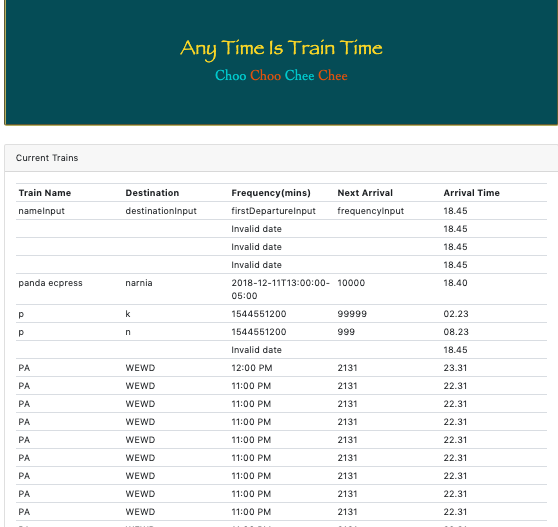 Any Time Is Train Time
Choo Choo Chee Chee
Current Trains
Train Name Destination Frequency(mins) Next Arrival Arrival Time
nameInput destinationInput firstDepartureInput frequencyInput 18.45
Invalid date 18.45
Invalid date 18.45
Invalid date 18.45
panda ecpress narnia 2018-12-11T13:00:00- 10000 18.40
05:00
p k 1544551200 99999 02.23
p n 1544551200 999 08.23
Invalid date 18.45
PA WEWD 12:00 PM 2131 23.31
PA WEWD 11:00 PM 2131 22.31
PA WEWD 11:00 PM 2131 22.31
PA WEWD 11:00 PM 2131 22.31
PA WEWD 11:00 PM 2131 22.31
PA WEWD 11:00 PM 2131 22.31
PA WEWD 11:00 PM 2131 22.31
PA WEWD 11:00 PM 2131 22.31
PA WEWD 11:00 PM 2131 22.31